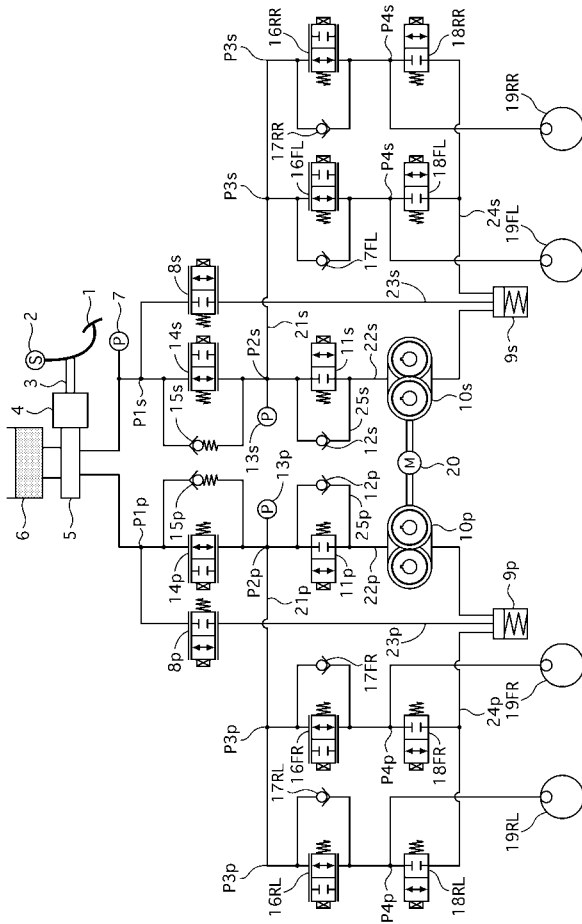 2
S
1
3
4
7
P
6
5
P1s
P1p
8s
14s
15s
15p
14p
8p
P2s
21s
P
13s
P
13p
P2p
21p
P3s
P3s
P3p
P3p
16RR
16FL
17RR
17FL
17FR
16FR
17RL
16RL
11s
12s
25s
22s
12p
25p
11p
22p
23s
23p
P4s
P4s
P4p
P4p
18RR
18FL
18FR
18RL
10s
M
20
10p
9s
9p
24s
24p
19RR
19FL
19FR
19RL